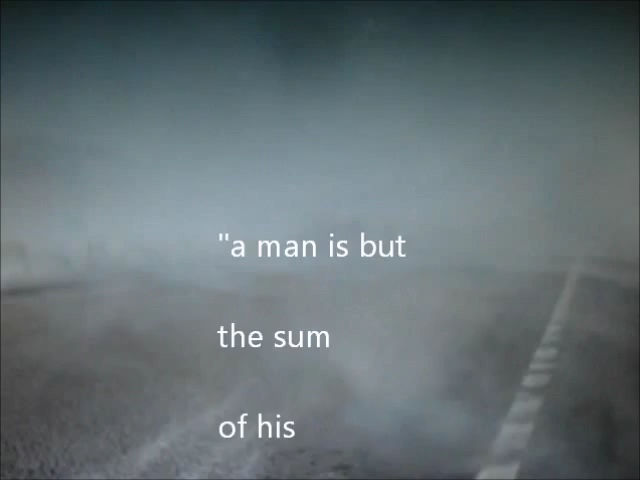 "a man is but
the sum
of his